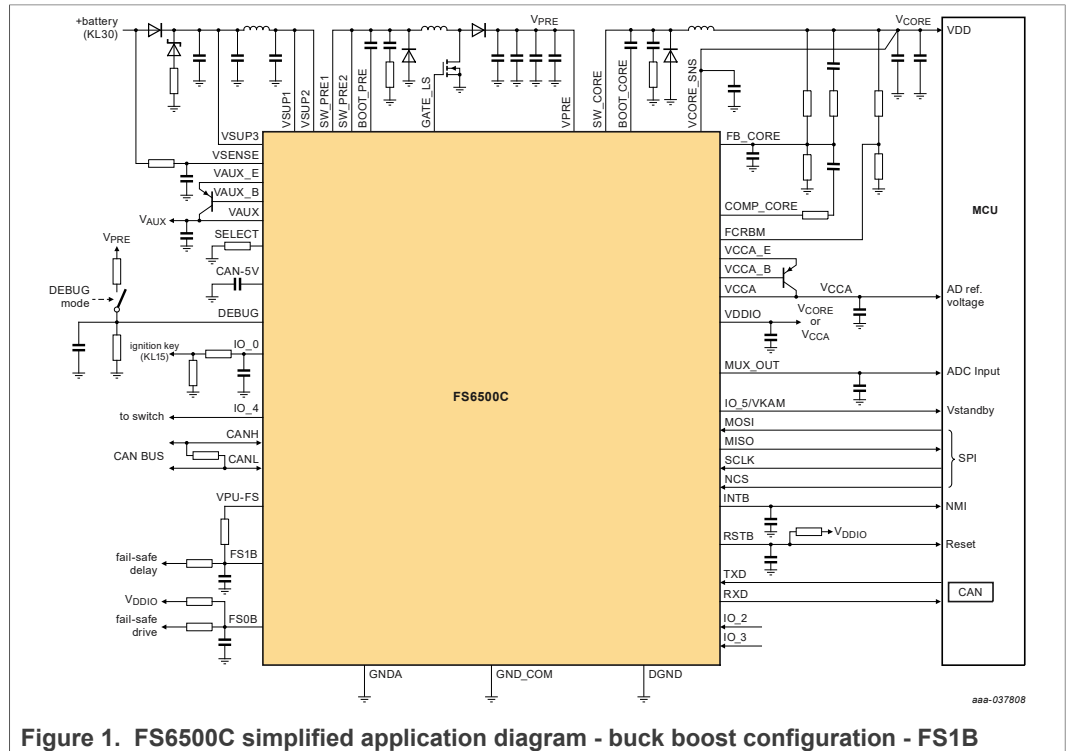 +battery
(KL30)
VPRE
VCORE
VDD
VSUP1
VSUP2
SW_PRE1
SW_PRE2
BOOT_PRE
GATE_LS
VPRE
SW_CORE
BOOT_CORE
VCORE_SNS
VSUP3
VSENSE
VAUX_E
VAUX_B
VAUX
VAUX
SELECT
VPRE
CAN-5V
DEBUG
mode
DEBUG
ignition key
(KL15)
IO_0
to switch
IO_4
CANH
CAN BUS
CANL
VPU-FS
fail-safe
delay
FS1B
VDDIO
fail-safe
drive
FS0B
FS6500C
GNDA
GND_COM
DGND
FB_CORE
COMP_CORE
FCRBM
VCCA_E
VCCA_B
VCCA
VCCA
VDDIO
VCORE
or
VCCA
MUX_OUT
IO_5/VKAM
MOSI
MISO
SCLK
NCS
INTB
RSTB
VDDIO
TXD
RXD
IO_2
IO_3
MCU
AD ref.
voltage
ADC Input
Vstandby
SPI
NMI
Reset
CAN
aaa-037808
Figure 1. FS6500C simplified application diagram - buck boost configuration - FS1B